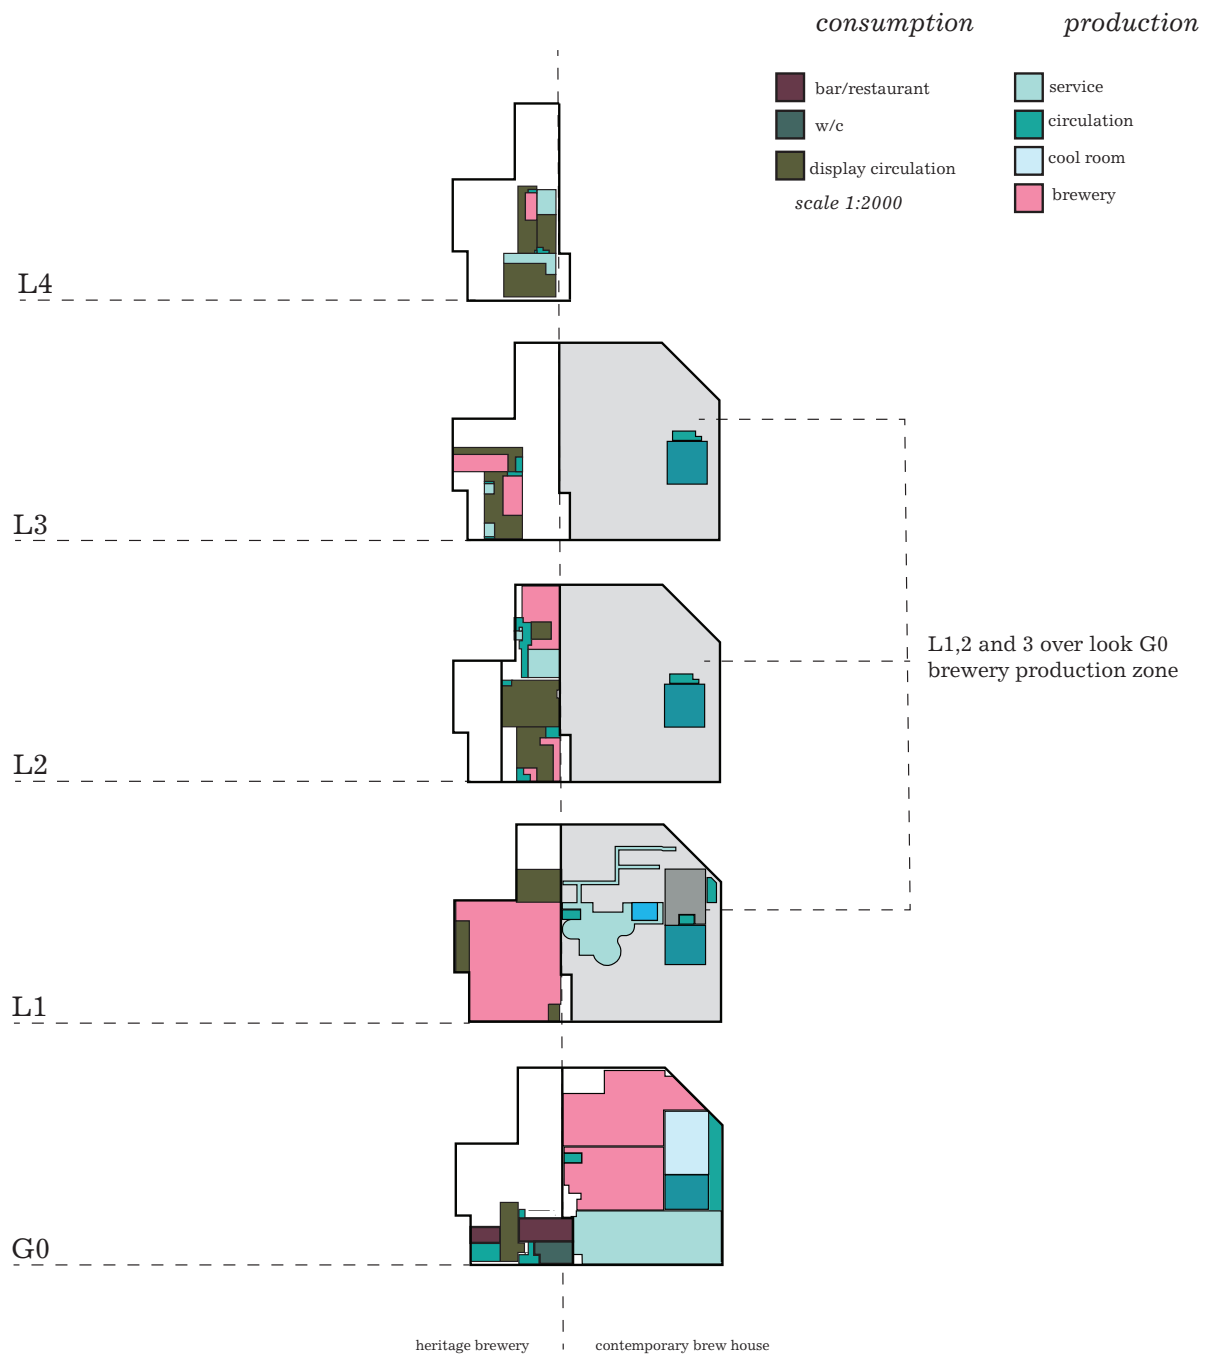 consumption
production
bar/restaurant
w/c
display circulation
scale 1:2000
service
circulation
cool room
brewery
L4
L3
L1,2 and 3 over look G0
brewery production zone
L2
L1
G0
heritage brewery
contemporary brew house